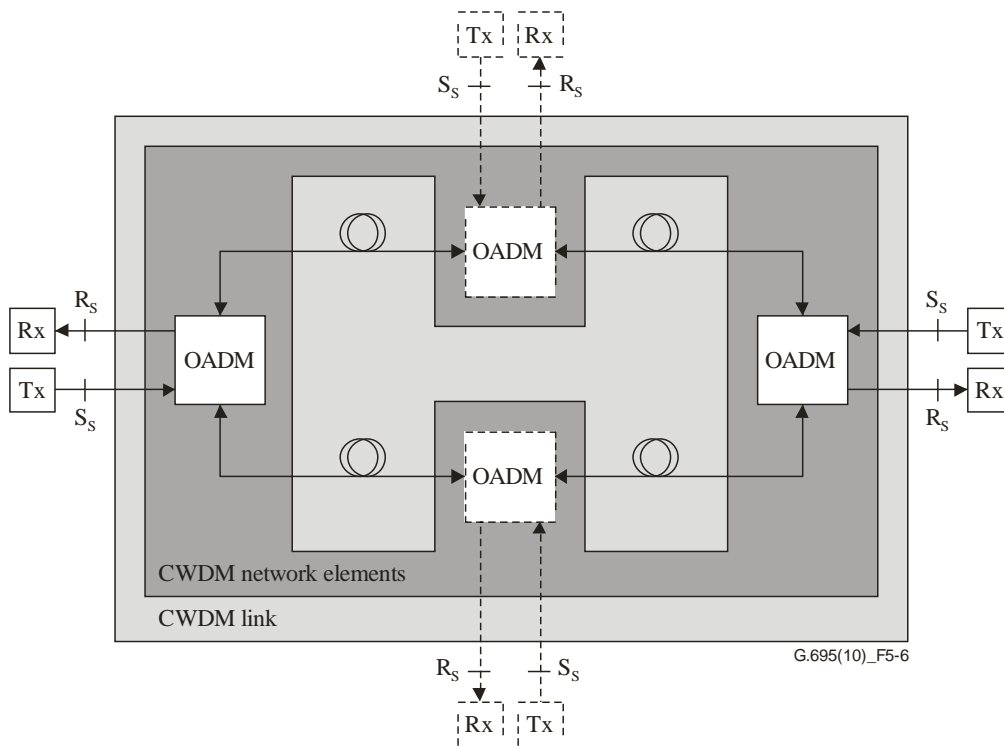 Tx Rx
S_S R_S
OADM
R_S
Rx
Tx
S_S
OADM
OADM
S_S
Tx
Rx
R_S
OADM
CWDM network elements
CWDM link
G.695(10)_F5-6
R_S S_S
Rx Tx